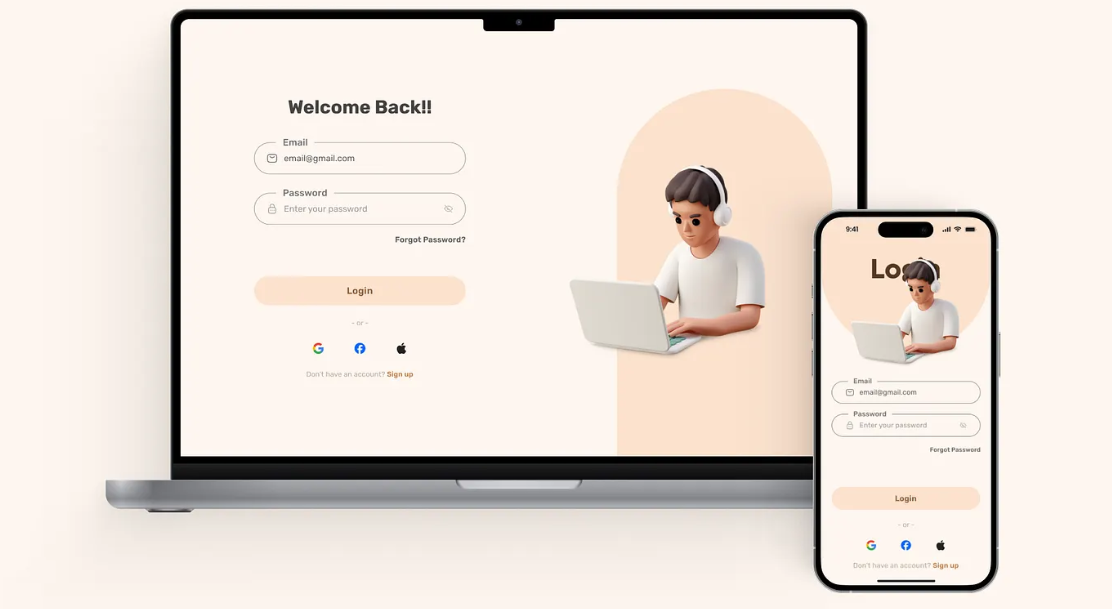 Welcome Back!!
Email
email@gmail.com
Password
Enter your password
Forgot Password?
Login
- or -
Don't have an account? Sign up
9:41
Login
Email
email@gmail.com
Password
Enter your password
Forgot Password
Login
- or -
Don't have an account? Sign up